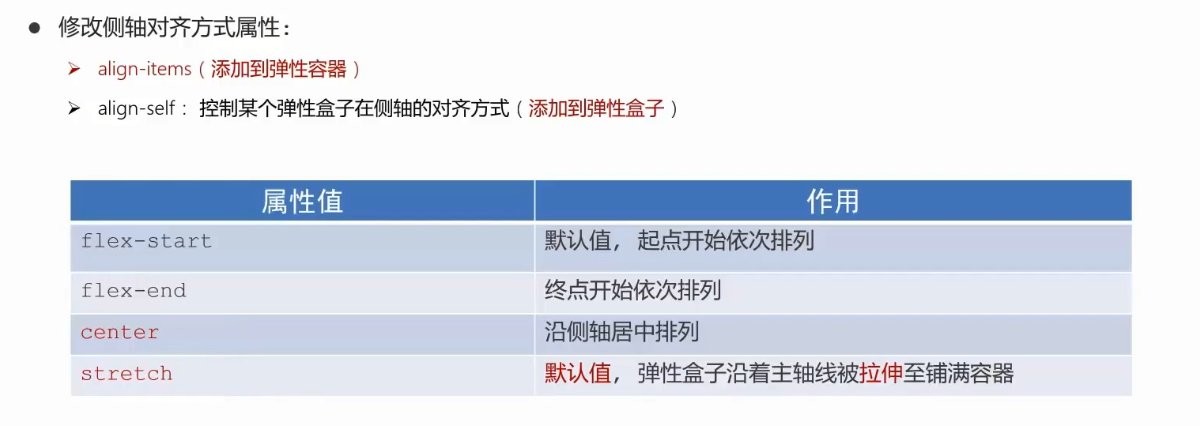 修改侧轴对齐方式属性：
align-items（添加到弹性容器）
align-self： 控制某个弹性盒子在侧轴的对齐方式（添加到弹性盒子）
属性值 作用
flex-start 默认值， 起点开始依次排列
flex-end 终点开始依次排列
center 沿侧轴居中排列
stretch 默认值， 弹性盒子沿着主轴线被拉伸至铺满容器